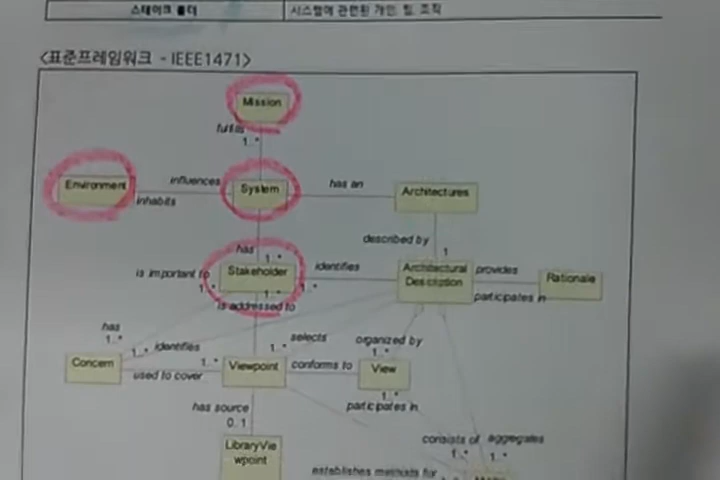 스테이크 홀더 시스템에 관련된 개인, 팀, 조직
<표준프레임워크 - IEEE1471>
Mission
fulfills
1..*
Environment influences System has an Architectures
inhabits
has 1..* described by 1
is important to Stakeholder identifies Architectural Description provides Rationale
1..* 1..* 1..* participates in
is addressed to
has
1..* 1..* identifies 1..* selects organized by
1..* 1..*
Concern used to cover Viewpoint conforms to View
1..*
has source participates in
0..1
LibraryVie
wpoint
consists of aggregates
1..* 1..*
establishes methods for